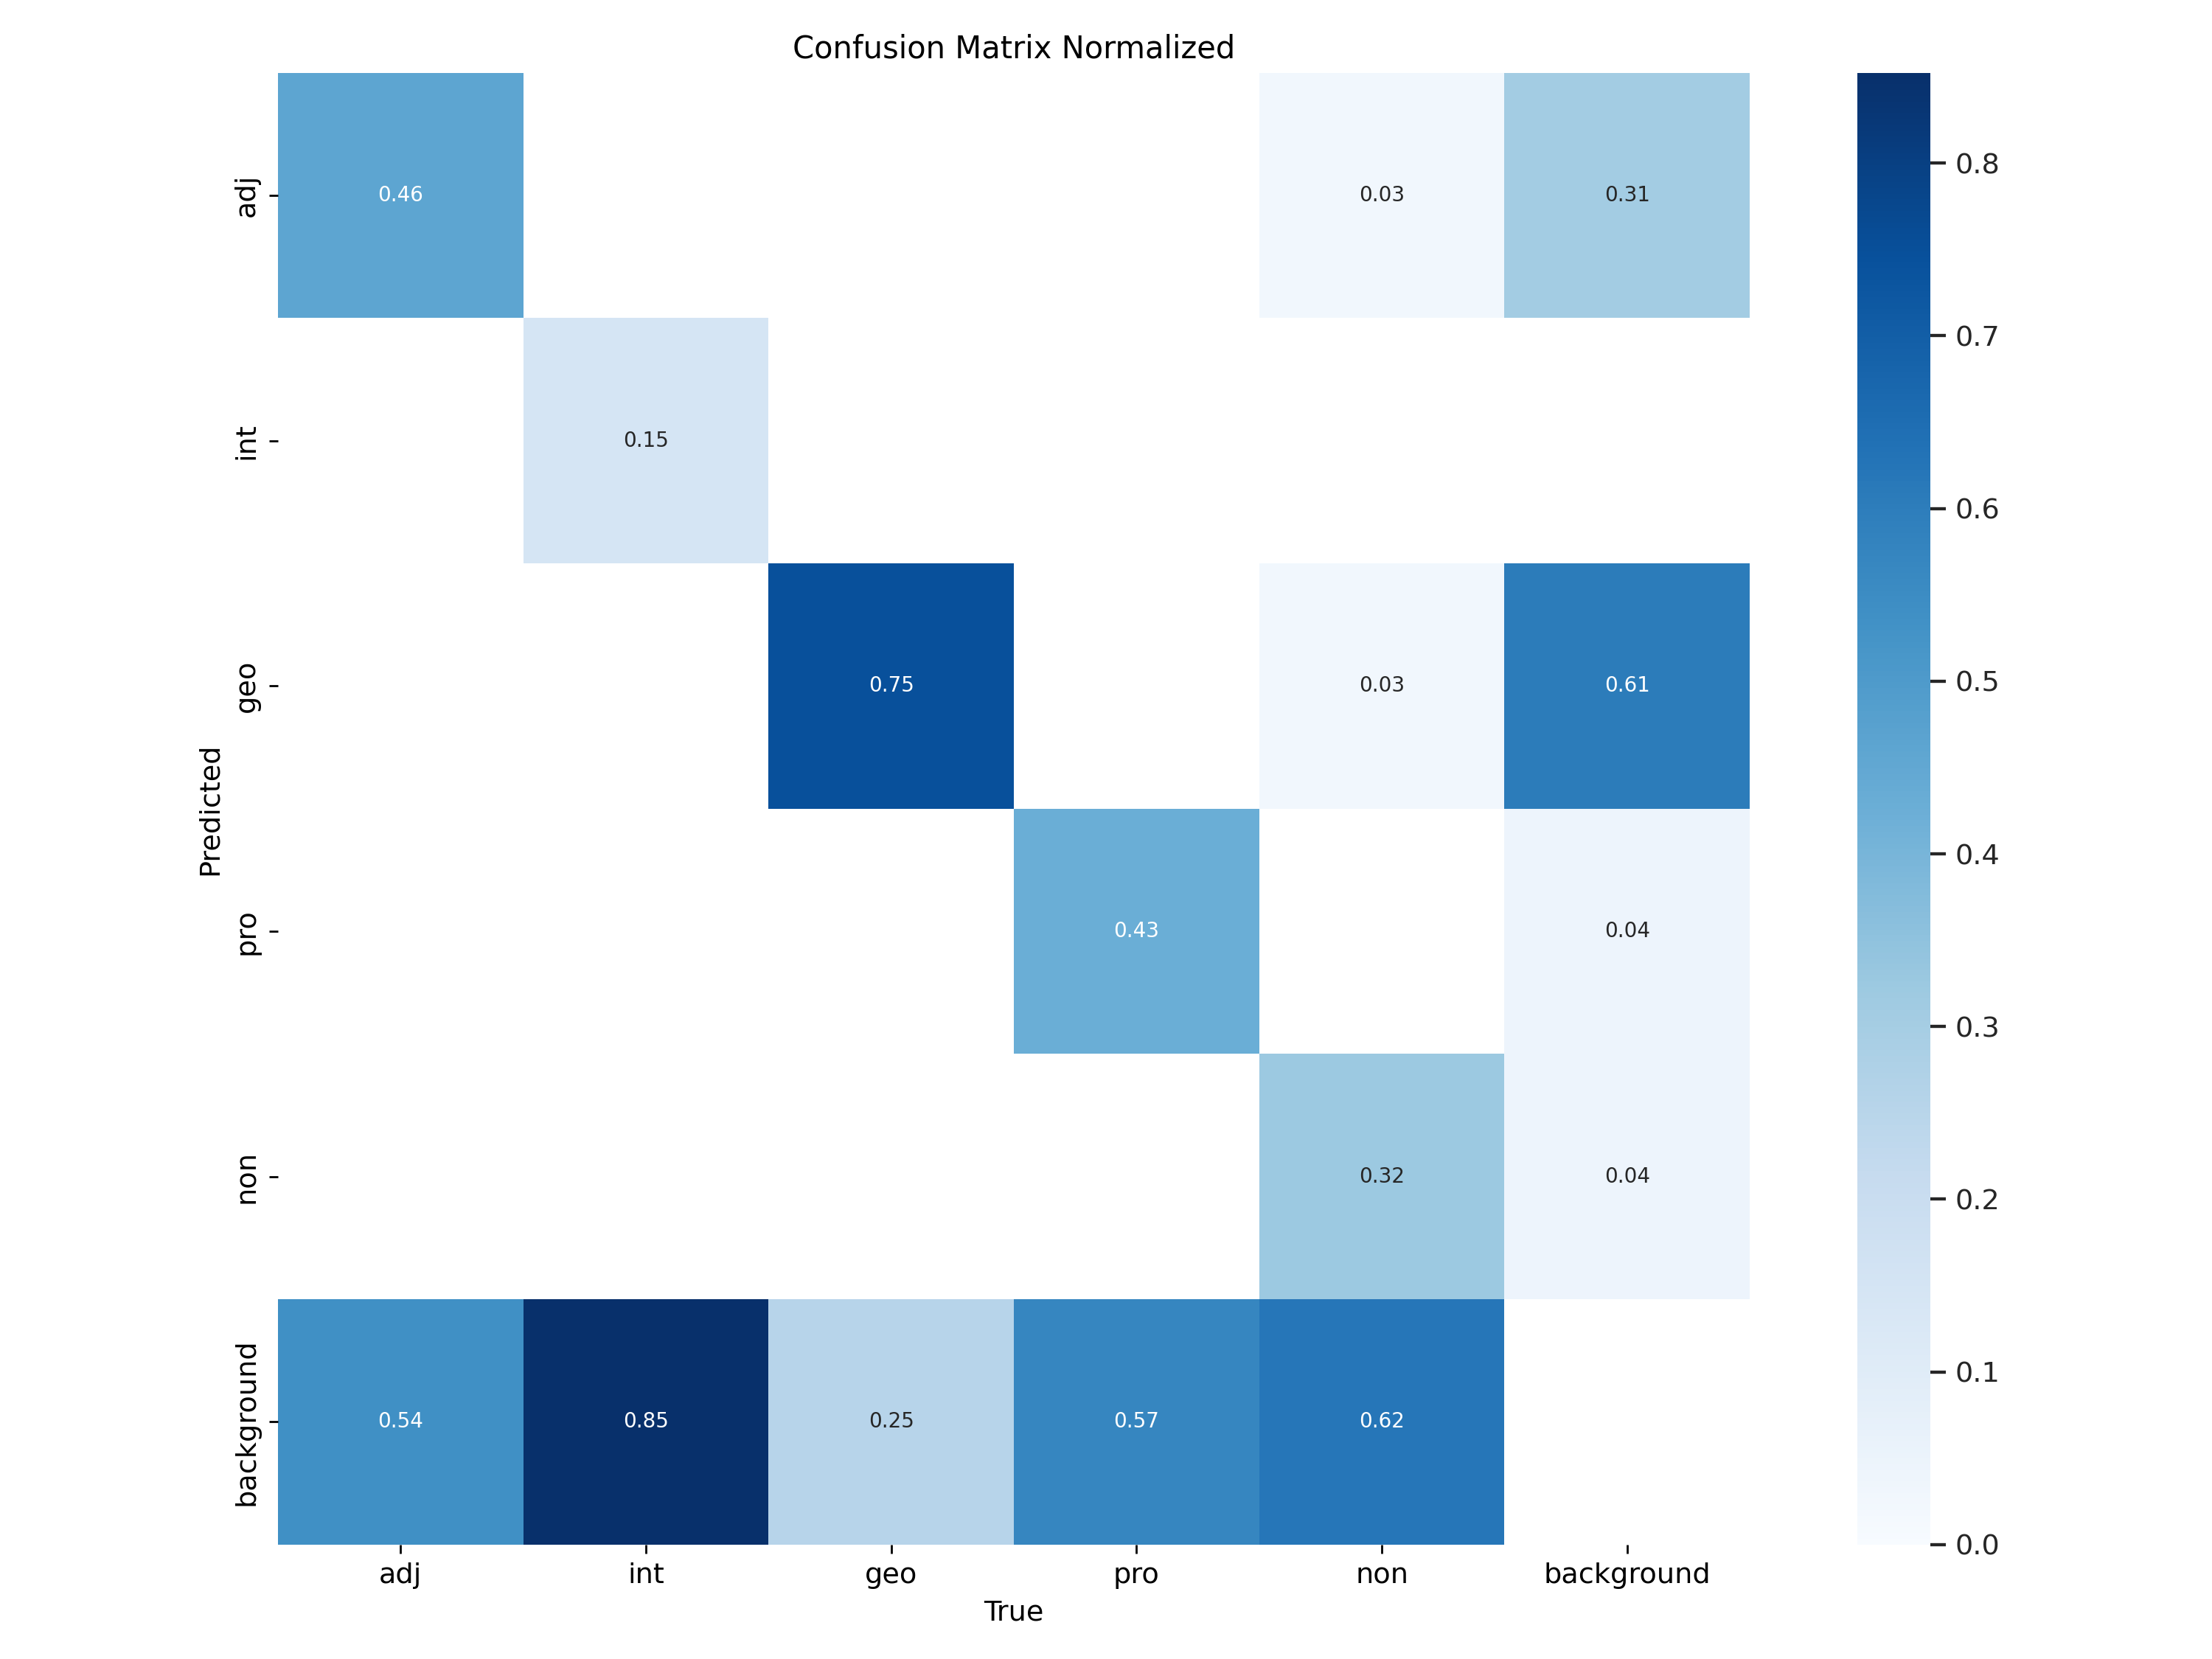 Confusion Matrix Normalized
adj 0.46 0.03 0.31
int 0.15
geo 0.75 0.03 0.61
pro 0.43 0.04
non 0.32 0.04
background 0.54 0.85 0.25 0.57 0.62
adj int geo pro non background
True
Predicted
0.8
0.7
0.6
0.5
0.4
0.3
0.2
0.1
0.0